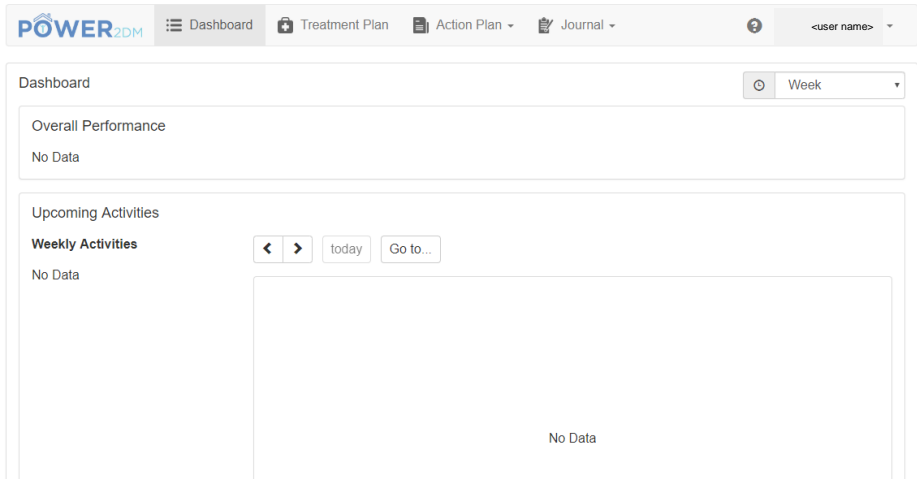 POWER2DM Dashboard Treatment Plan Action Plan Journal <user name>
Dashboard Week
Overall Performance
No Data
Upcoming Activities
Weekly Activities today Go to...
No Data
No Data